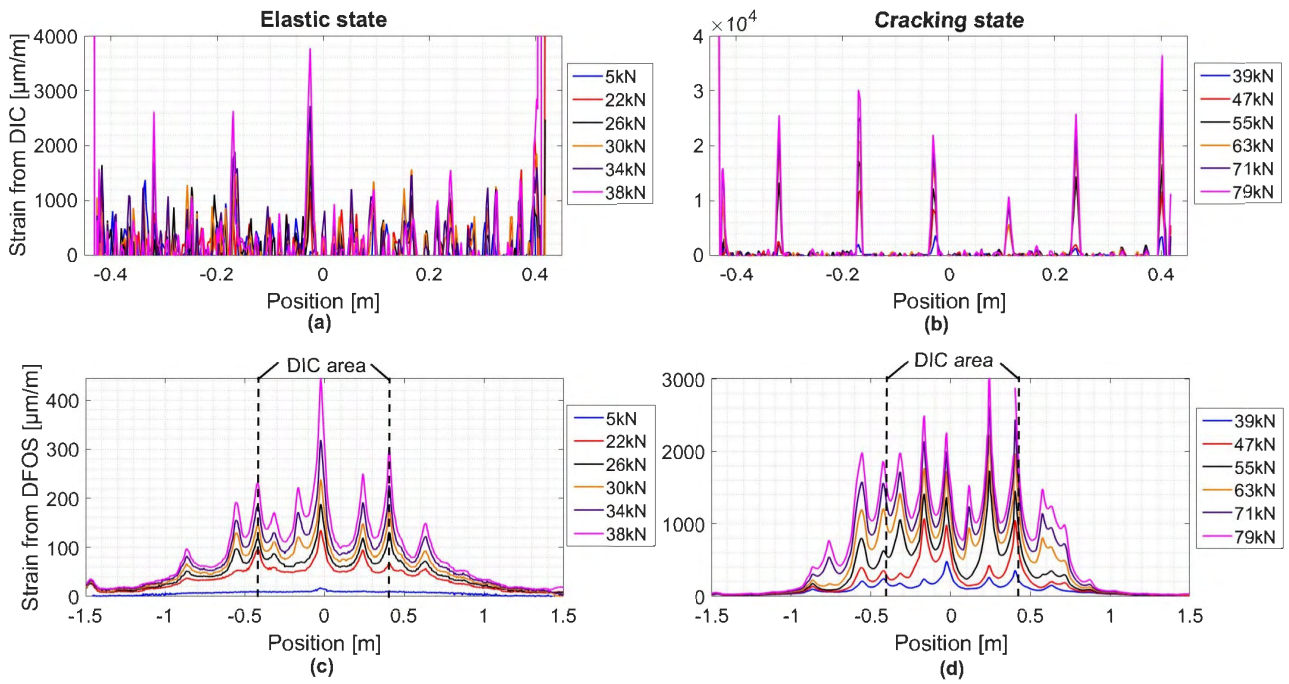 Elastic state
Cracking state
Strain from DIC [µm/m]
4000
3000
2000
1000
0
-0.4
-0.2
0
0.2
0.4
Position [m]
(a)
5kN
22kN
26kN
30kN
34kN
38kN
×10⁴
4
3
2
1
0
-0.4
-0.2
0
0.2
0.4
Position [m]
(b)
39kN
47kN
55kN
63kN
71kN
79kN
DIC area
Strain from DFOS [µm/m]
400
300
200
100
0
-1.5
-1
-0.5
0
0.5
1
1.5
Position [m]
(c)
5kN
22kN
26kN
30kN
34kN
38kN
DIC area
3000
2000
1000
0
-1.5
-1
-0.5
0
0.5
1
1.5
Position [m]
(d)
39kN
47kN
55kN
63kN
71kN
79kN